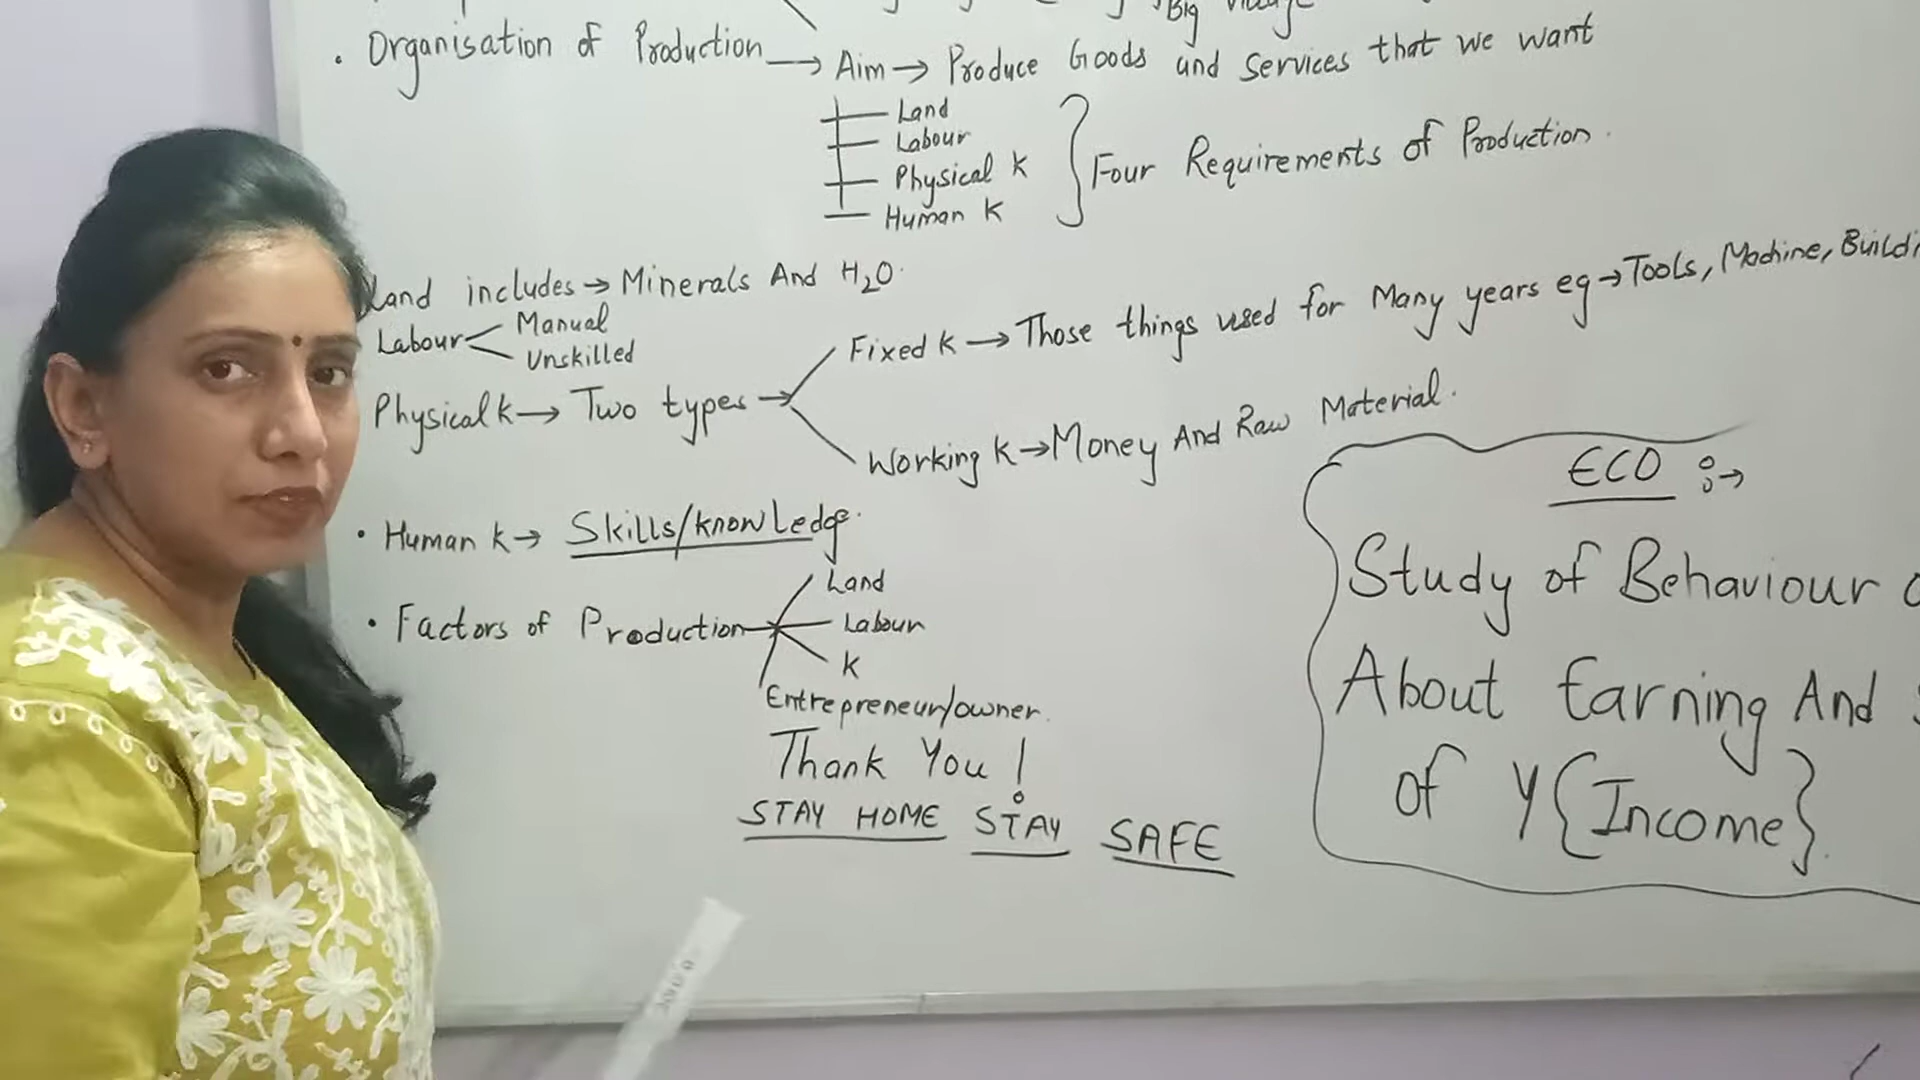 Big Village
. Organisation of Production → Aim → Produce Goods and services that we want
Land
Labour
Physical K
Human K
Four Requirements of Production.
Land includes → Minerals And H₂O.
Labour Manual
Unskilled
Physical K → Two types →
Fixed K → Those things used for Many years eg → Tools, Machine, Buildi
Working K → Money And Raw Material.
• Human K → Skills/knowledge.
• Factors of Production
Land
Labour
K
Entrepreneur/owner.
Thank You !
STAY HOME STAY SAFE
ECO :→
Study of Behaviour
About Earning And
of Y {Income}.